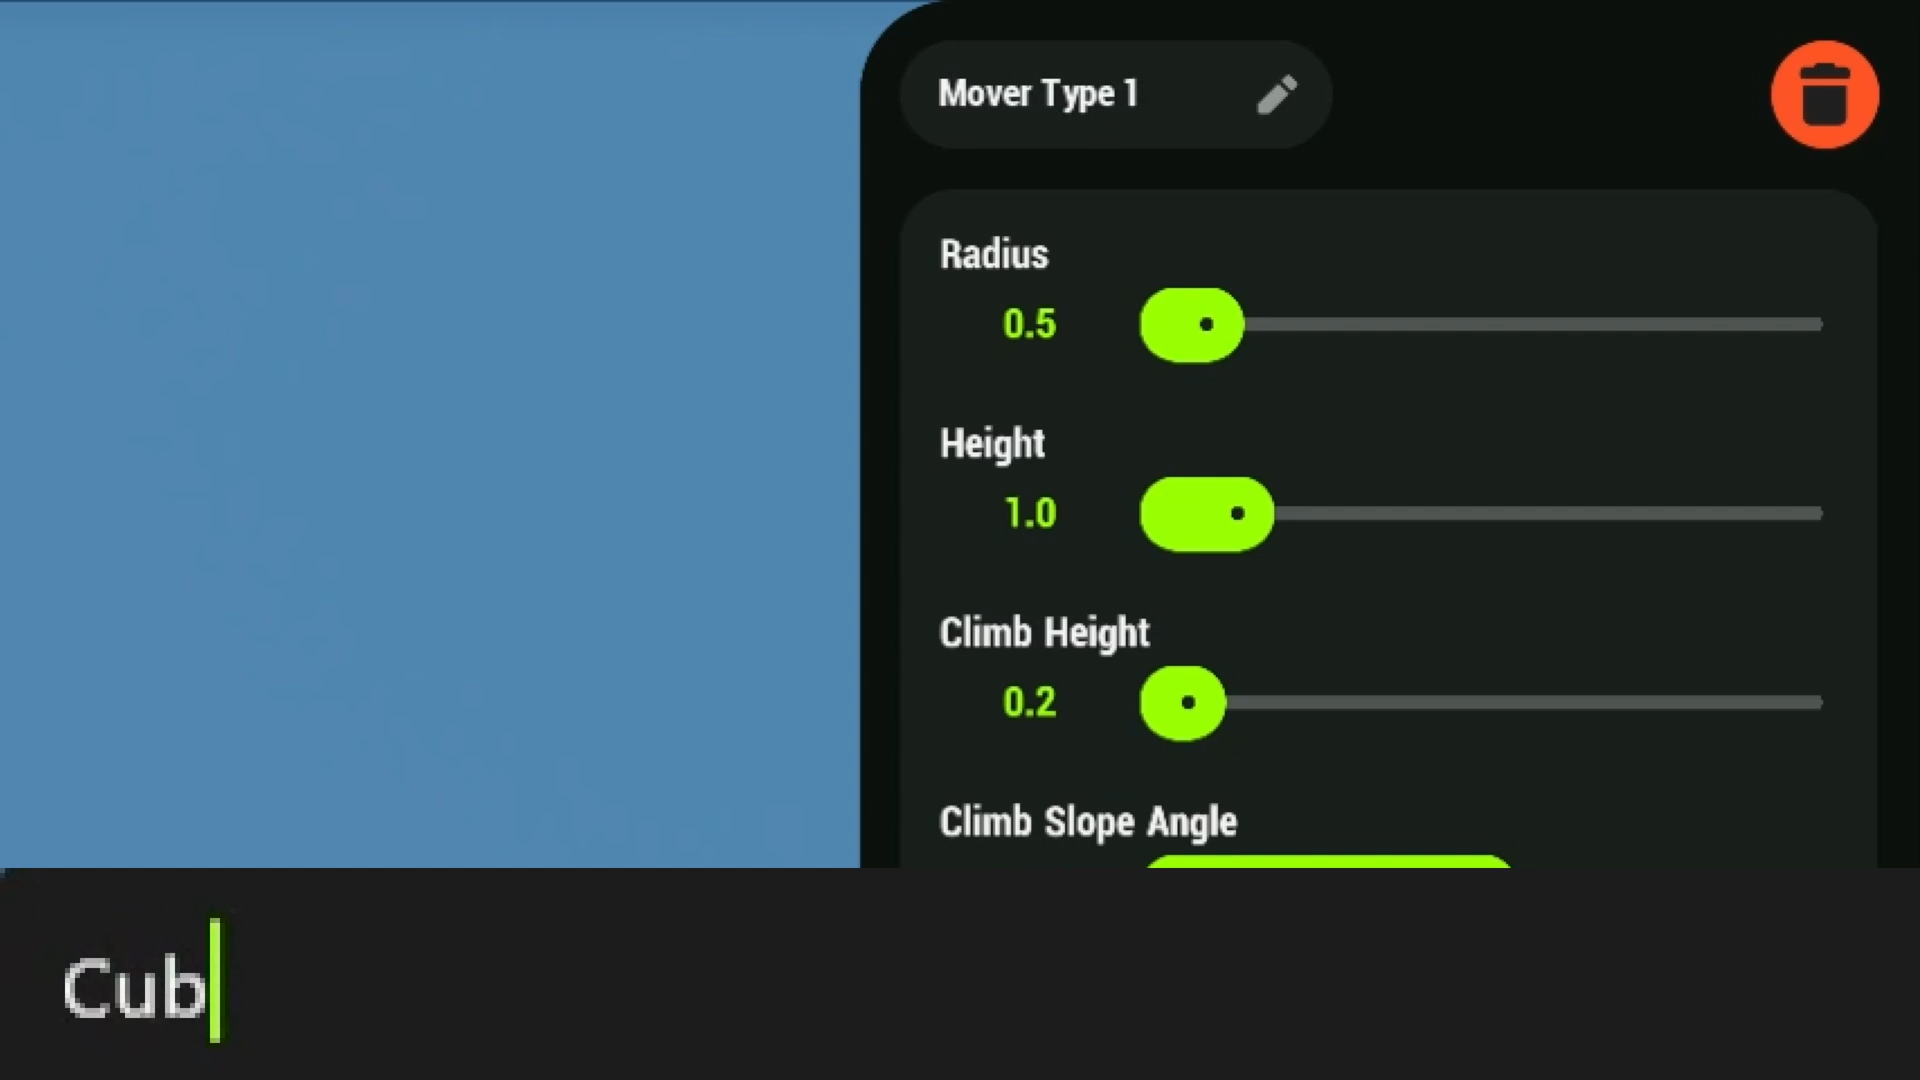 Mover Type 1
Radius
0.5
Height
1.0
Climb Height
0.2
Climb Slope Angle
Cub